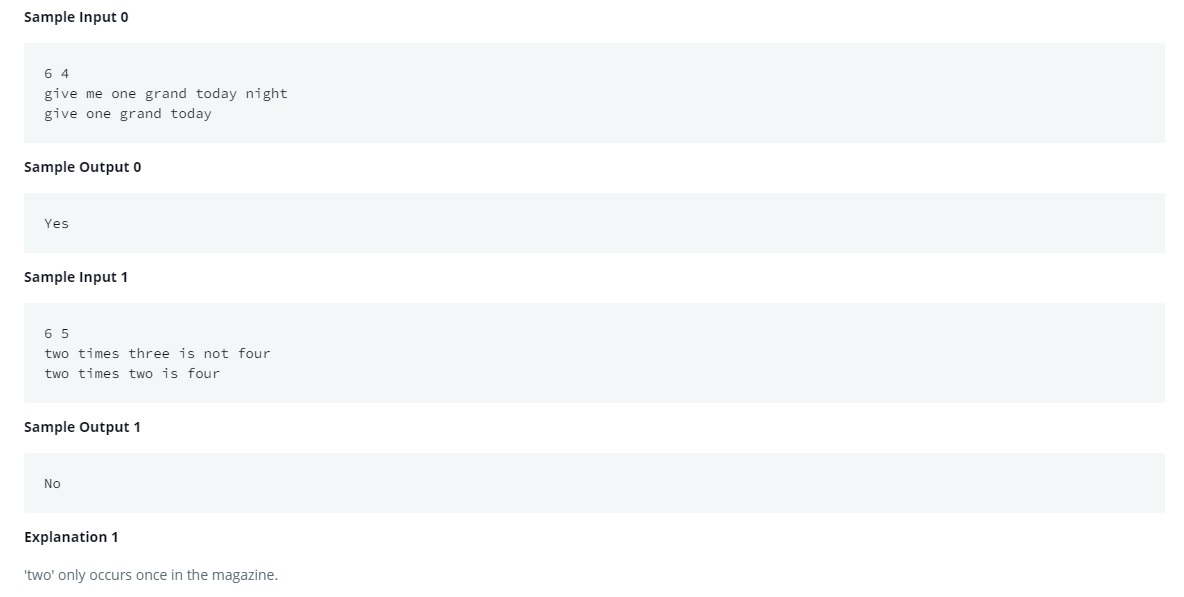 Sample Input 0
6 4
give me one grand today night
give one grand today
Sample Output 0
Yes
Sample Input 1
6 5
two times three is not four
two times two is four
Sample Output 1
No
Explanation 1
'two' only occurs once in the magazine.